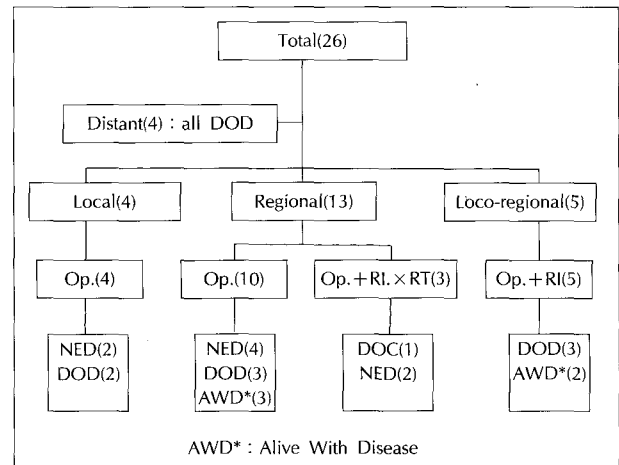 Total(26)
Distant(4) : all DOD
Local(4)
Regional(13)
Loco-regional(5)
Op.(4)
Op.(10)
Op.+RI.×RT(3)
Op.+RI(5)
NED(2)
DOD(2)
NED(4)
DOD(3)
AWD*(3)
DOC(1)
NED(2)
DOD(3)
AWD*(2)
AWD* : Alive With Disease